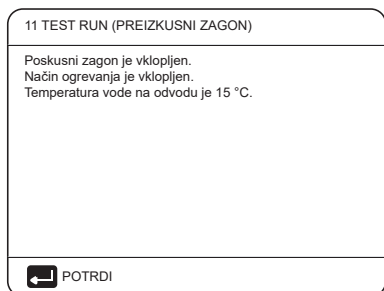 11 TEST RUN (PREIZKUSNI ZAGON)
Poskusni zagon je vklopljen.
Način ogrevanja je vklopljen.
Temperatura vode na odvodu je 15 °C.
POTRDI